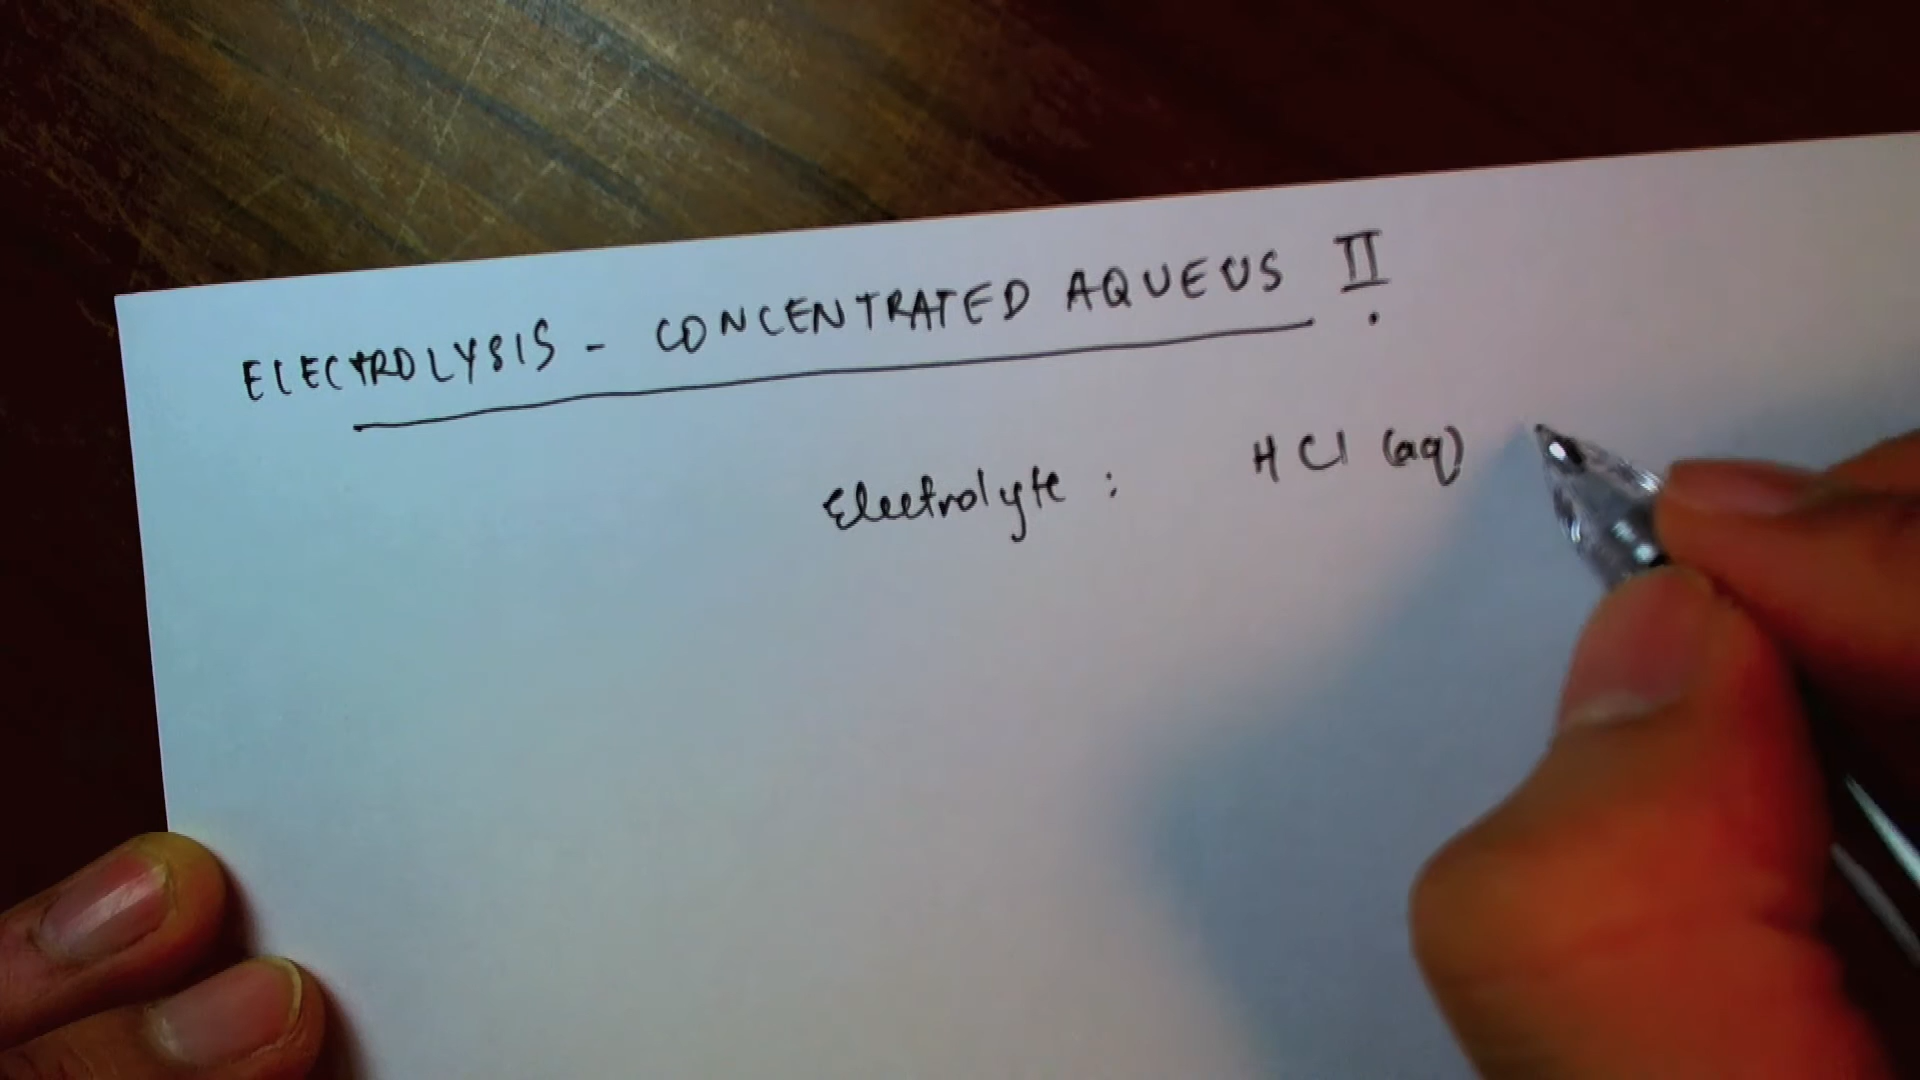 ELECTROLYSIS - CONCENTRATED AQUEUS II.
Electrolyte : HCl (aq)